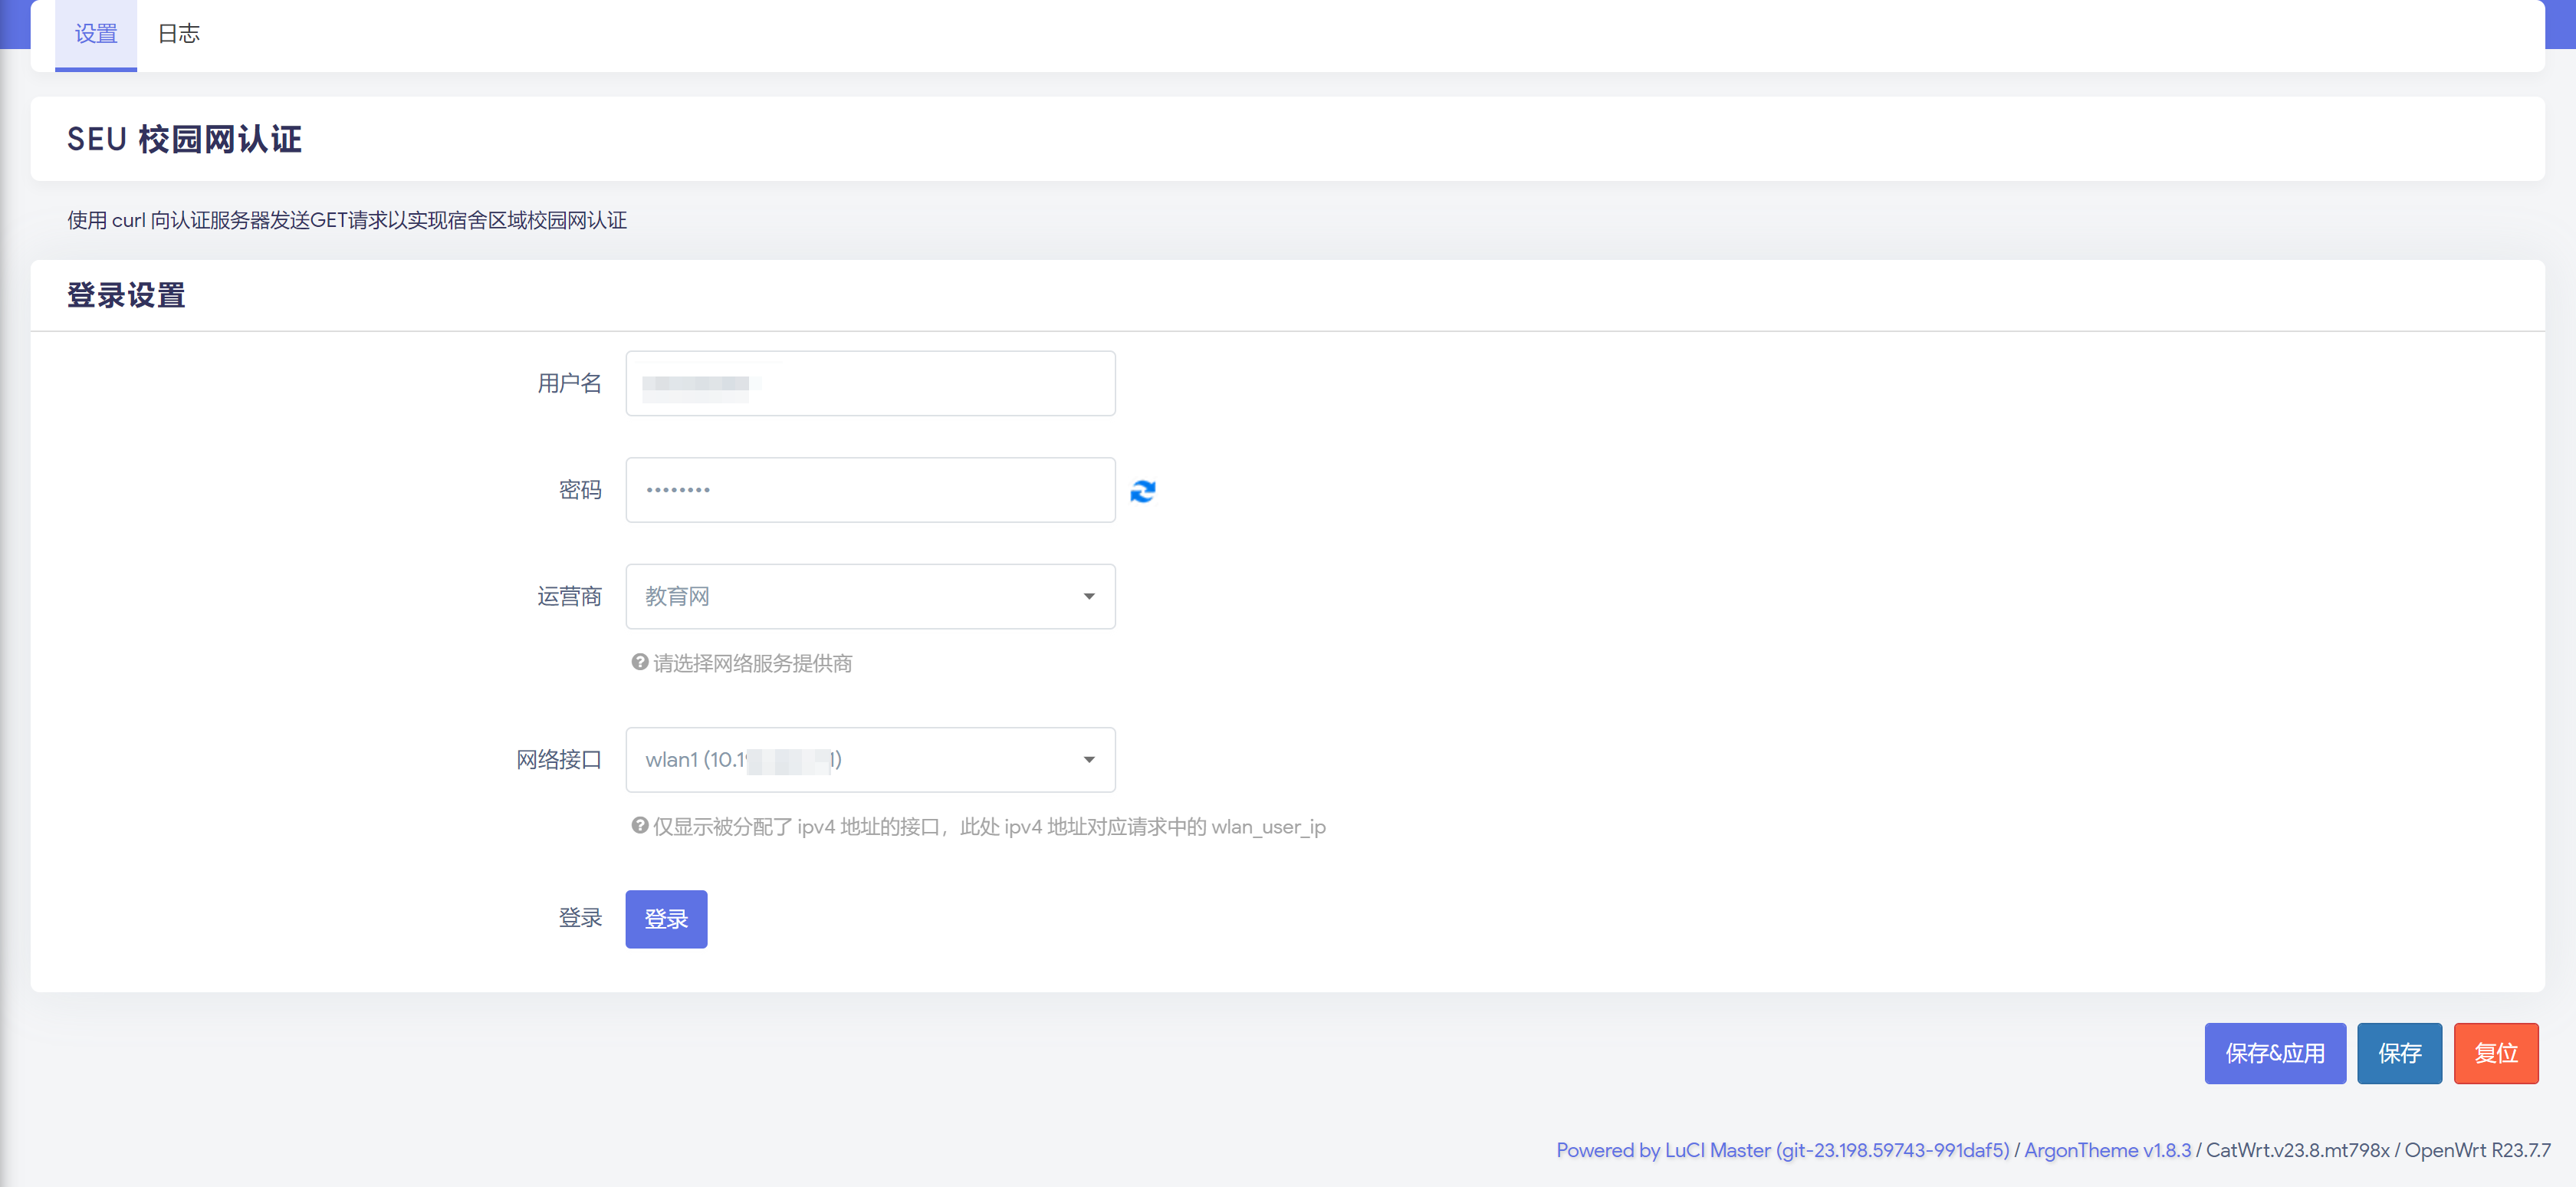 设置 日志
SEU 校园网认证
使用 curl 向认证服务器发送GET请求以实现宿舍区域校园网认证
登录设置
用户名
密码 ••••••••
运营商 教育网
请选择网络服务提供商
网络接口 wlan1 (10.1 1)
仅显示被分配了 ipv4 地址的接口，此处 ipv4 地址对应请求中的 wlan_user_ip
登录 登录
保存&应用 保存 复位
Powered by LuCI Master (git-23.198.59743-991daf5) / ArgonTheme v1.8.3 / CatWrt.v23.8.mt798x / OpenWrt R23.7.7